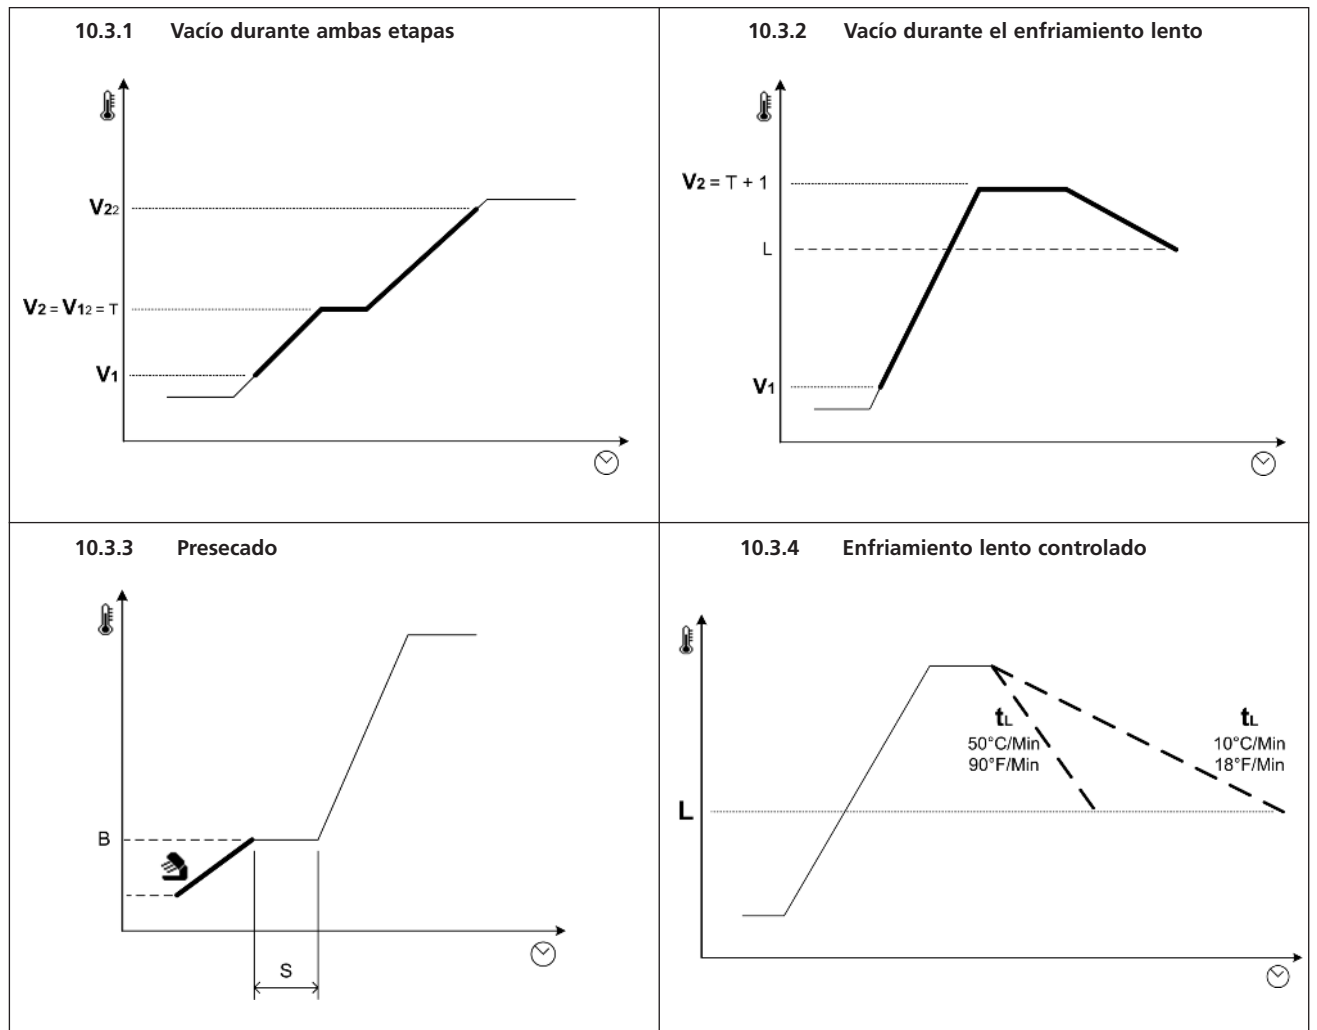 10.3.1 Vacío durante ambas etapas
V22
V2 = V12 = T
V1
10.3.2 Vacío durante el enfriamiento lento
V2 = T + 1
L
V1
10.3.3 Presecado
B
S
10.3.4 Enfriamiento lento controlado
tL
50°C/Min
90°F/Min
tL
10°C/Min
18°F/Min
L